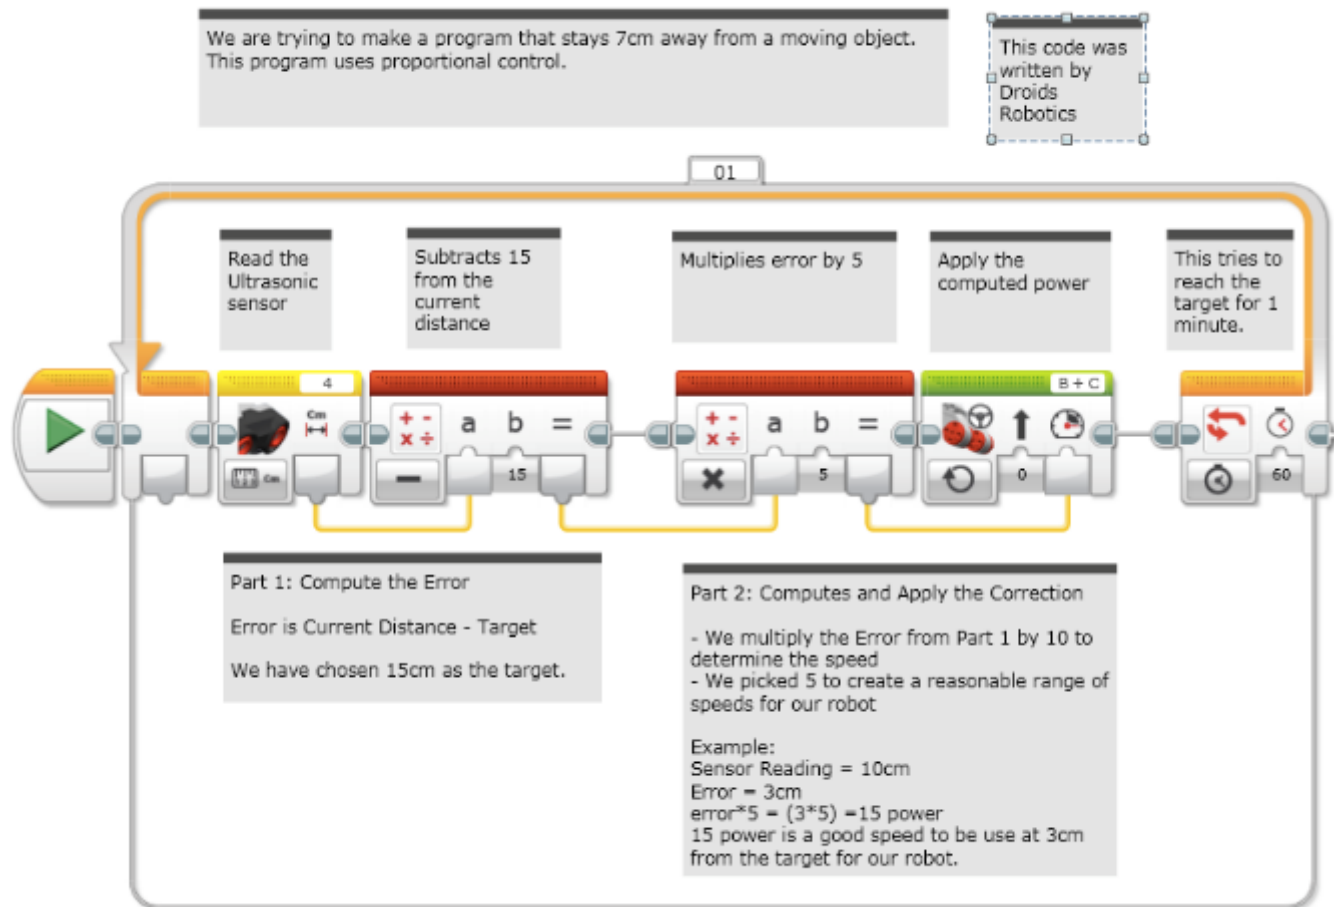 We are trying to make a program that stays 7cm away from a moving object.
This program uses proportional control.
This code was
written by
Droids
Robotics
01
Read the
Ultrasonic
sensor
Subtracts 15
from the
current
distance
Multiplies error by 5
Apply the
computed power
This tries to
reach the
target for 1
minute.
4
B + C
Cm
a b =
a b =
Cm
15
5
0
60
Part 1: Compute the Error
Error is Current Distance - Target
We have chosen 15cm as the target.
Part 2: Computes and Apply the Correction
- We multiply the Error from Part 1 by 10 to
determine the speed
- We picked 5 to create a reasonable range of
speeds for our robot
Example:
Sensor Reading = 10cm
Error = 3cm
error*5 = (3*5) =15 power
15 power is a good speed to be use at 3cm
from the target for our robot.